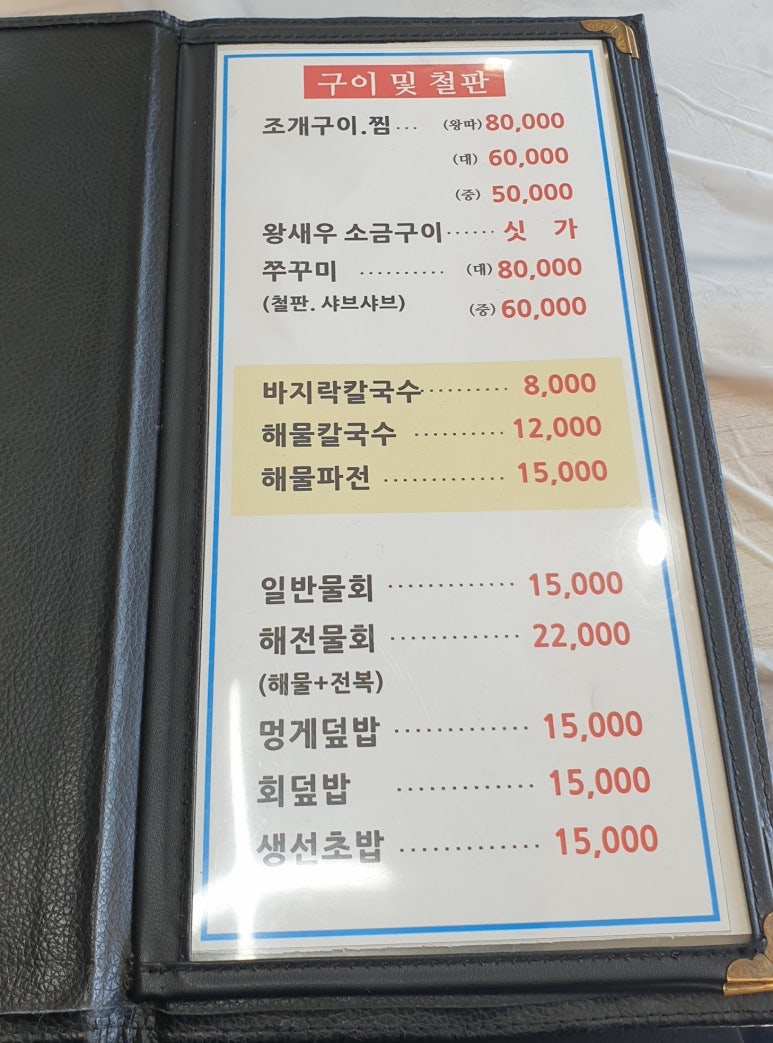 구이 및 철판
조개구이.찜... (왕따)80,000
(대) 60,000
(중) 50,000
왕새우 소금구이...... 싯 가
쭈꾸미 .......... (대)80,000
(철판. 샤브샤브) (중)60,000
바지락칼국수......... 8,000
해물칼국수 .......... 12,000
해물파전 ............. 15,000
일반물회 ............. 15,000
해전물회 ............. 22,000
(해물+전복)
멍게덮밥 ............. 15,000
회덮밥 ............. 15,000
생선초밥 ............. 15,000